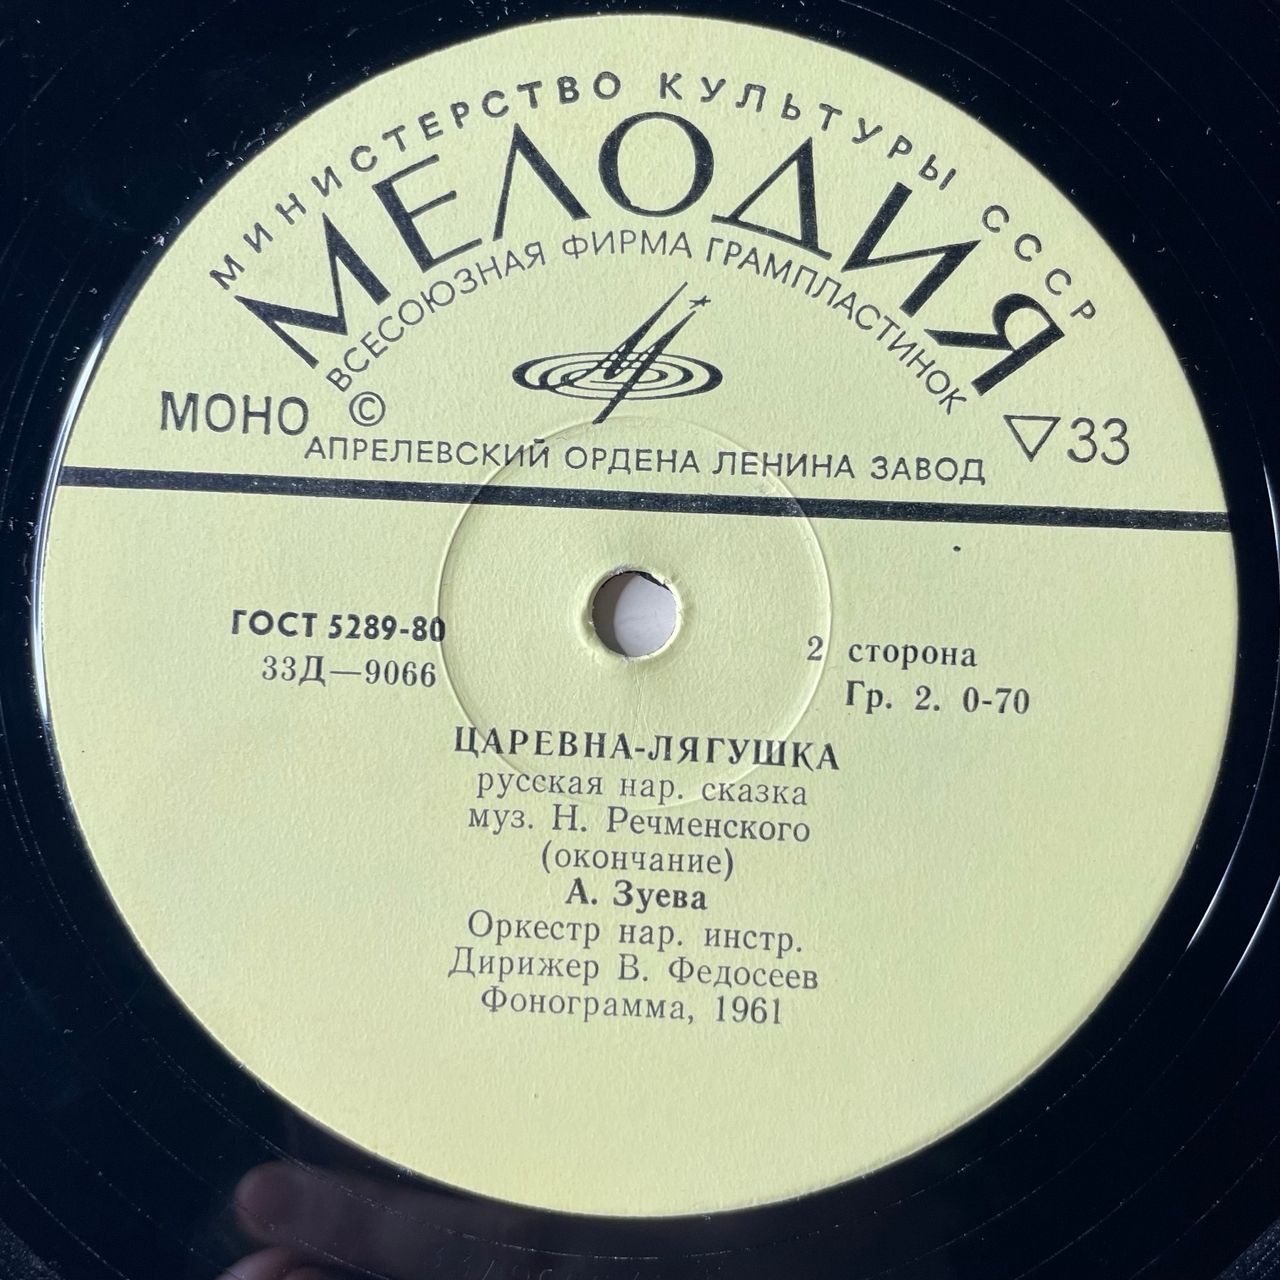 МИНИСТЕРСТВО КУЛЬТУРЫ СССР
МЕЛОДИЯ
ВСЕСОЮЗНАЯ ФИРМА ГРАМПЛАСТИНОК
МОНО © ▽33
АПРЕЛЕВСКИЙ ОРДЕНА ЛЕНИНА ЗАВОД
ГОСТ 5289-80
33Д—9066
2 сторона
Гр. 2. 0-70
ЦАРЕВНА-ЛЯГУШКА
русская нар. сказка
муз. Н. Речменского
(окончание)
А. Зуева
Оркестр нар. инстр.
Дирижер В. Федосеев
Фонограмма, 1961